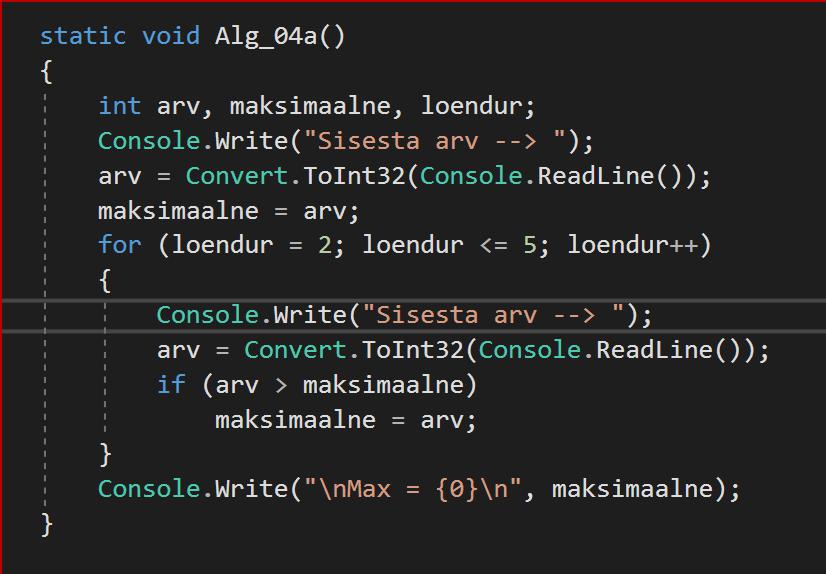 static void Alg_04a()
{
int arv, maksimaalne, loendur;
Console.Write("Sisesta arv --> ");
arv = Convert.ToInt32(Console.ReadLine());
maksimaalne = arv;
for (loendur = 2; loendur <= 5; loendur++)
{
Console.Write("Sisesta arv --> ");
arv = Convert.ToInt32(Console.ReadLine());
if (arv > maksimaalne)
maksimaalne = arv;
}
Console.Write("\nMax = {0}\n", maksimaalne);
}